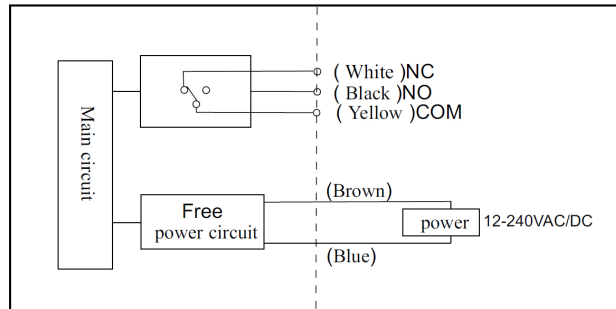 Main circuit
( White )NC
( Black )NO
( Yellow )COM
Free
power circuit
(Brown)
power
12-240VAC/DC
(Blue)